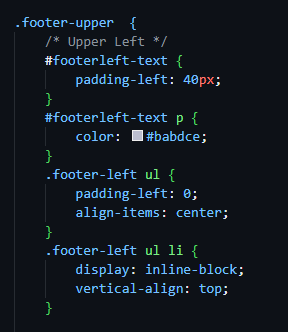 .footer-upper  {
    /* Upper Left */
    #footerleft-text {
        padding-left: 40px;
    }
    #footerleft-text p {
        color: #babdce;
    }
    .footer-left ul {
        padding-left: 0;
        align-items: center;
    }
    .footer-left ul li {
        display: inline-block;
        vertical-align: top;
    }